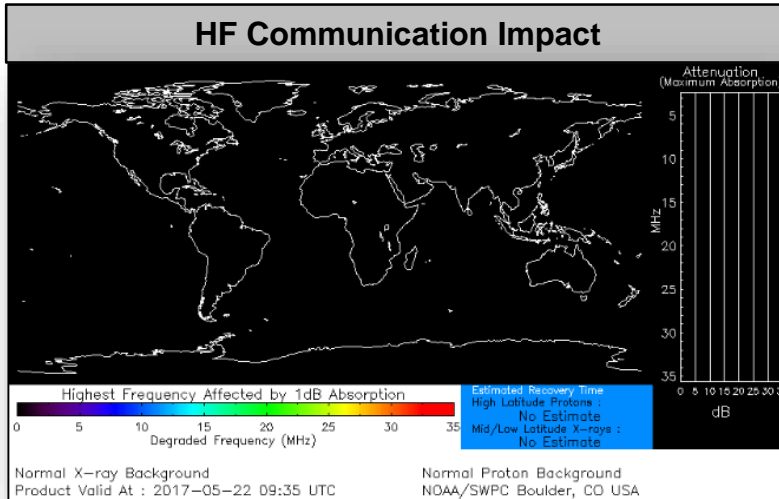 HF Communication Impact
Attenuation
(Maximum Absorption
5
10
15
20
25
30
35
MHz
0 5 10 15 20 25 30
dB
Highest Frequency Affected by 1dB Absorption
0 5 10 15 20 25 30 35
Degraded Frequency (MHz)
Estimated Recovery Time
High Latitude Protons :
No Estimate
Mid/Low Latitude X-rays :
No Estimate
Normal X-ray Background
Normal Proton Background
Product Valid At : 2017-05-22 09:35 UTC
NOAA/SWPC Boulder, CO USA